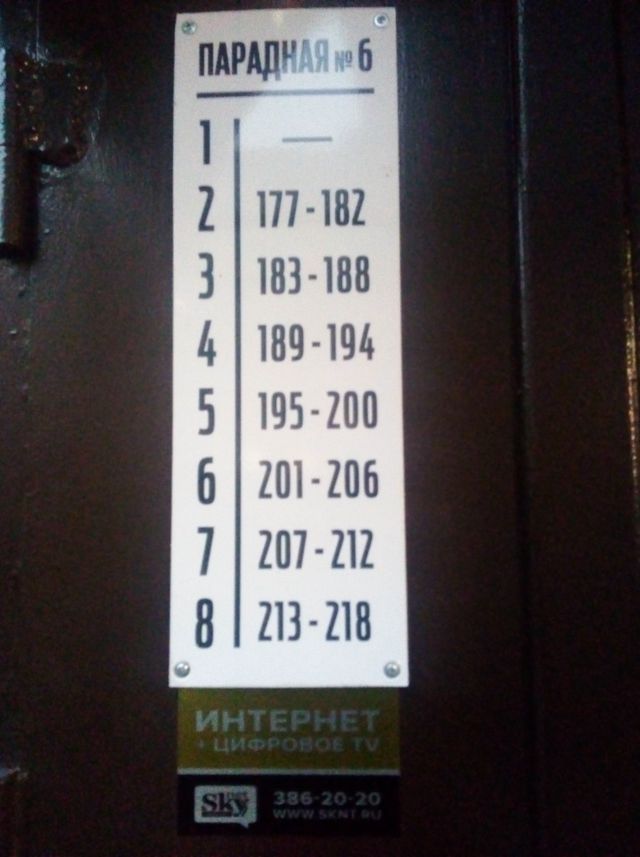 ПАРАДНАЯ № 6
1 —
2 177 - 182
3 183 - 188
4 189 - 194
5 195 - 200
6 201 - 206
7 207 - 212
8 213 - 218
ИНТЕРНЕТ
+ ЦИФРОВОЕ TV
Sky 386-20-20
WWW.SKNT.RU